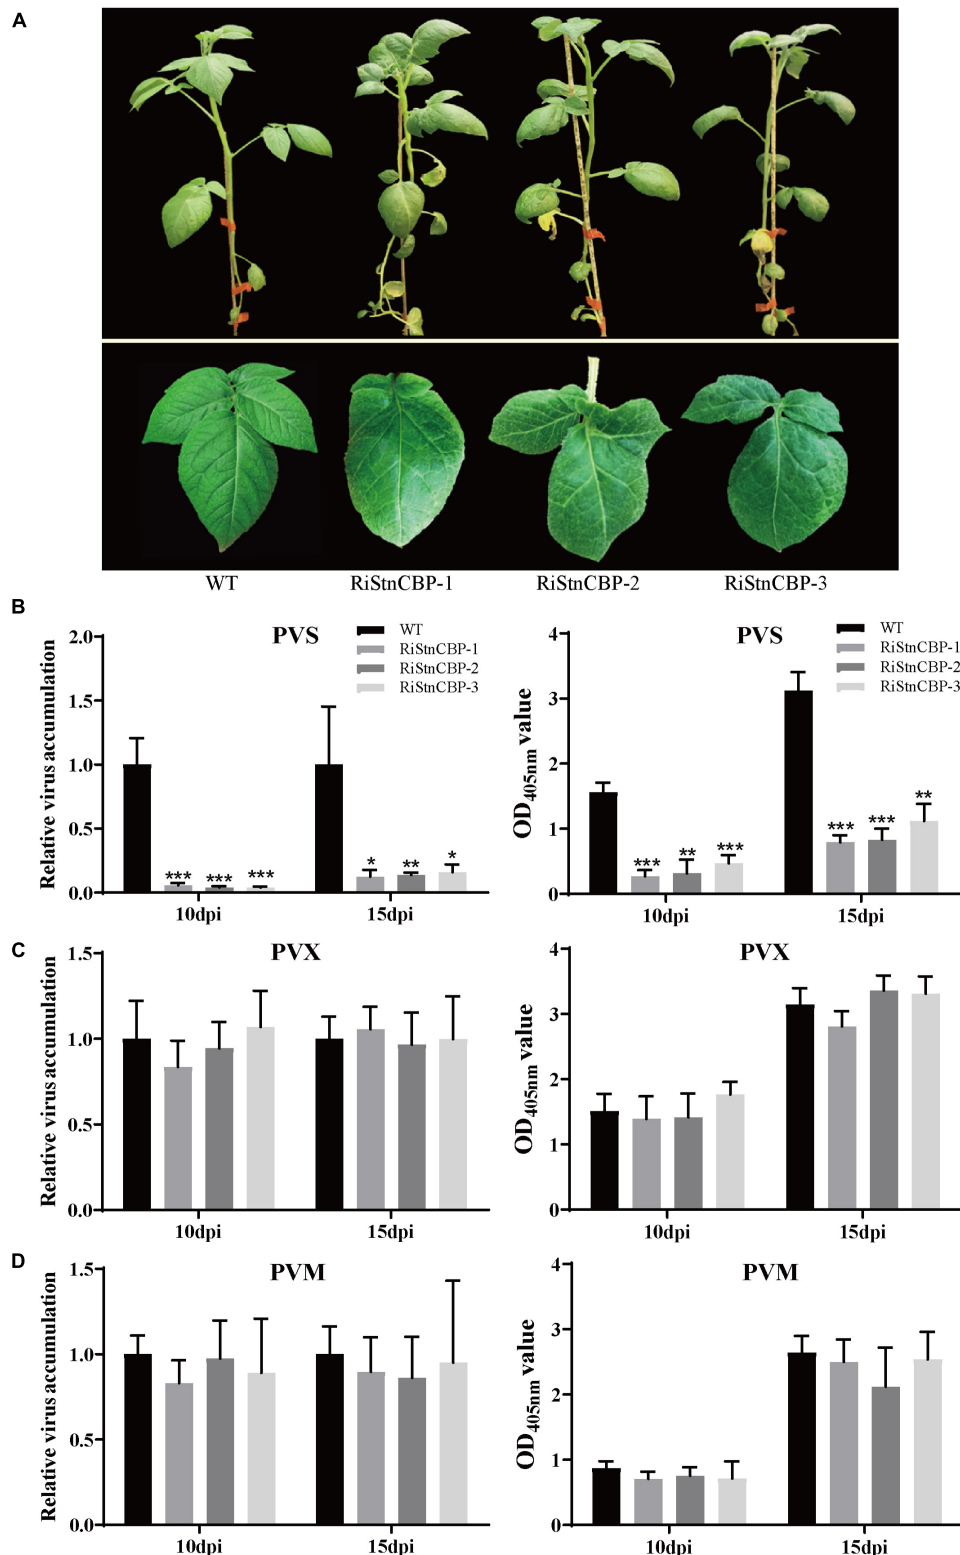 A
WT RiStnCBP-1 RiStnCBP-2 RiStnCBP-3
B
PVS
WT
RiStnCBP-1
RiStnCBP-2
RiStnCBP-3
Relative virus accumulation
2.0
1.5
1.0
0.5
0.0
*** *** *** * ** *
10dpi 15dpi
PVS
WT
RiStnCBP-1
RiStnCBP-2
RiStnCBP-3
OD405nm value
4
3
2
1
0
*** ** *** *** *** **
10dpi 15dpi
C
PVX
Relative virus accumulation
1.5
1.0
0.5
0.0
10dpi 15dpi
PVX
OD405nm value
4
3
2
1
0
10dpi 15dpi
D
PVM
Relative virus accumulation
1.5
1.0
0.5
0.0
10dpi 15dpi
PVM
OD405nm value
4
3
2
1
0
10dpi 15dpi